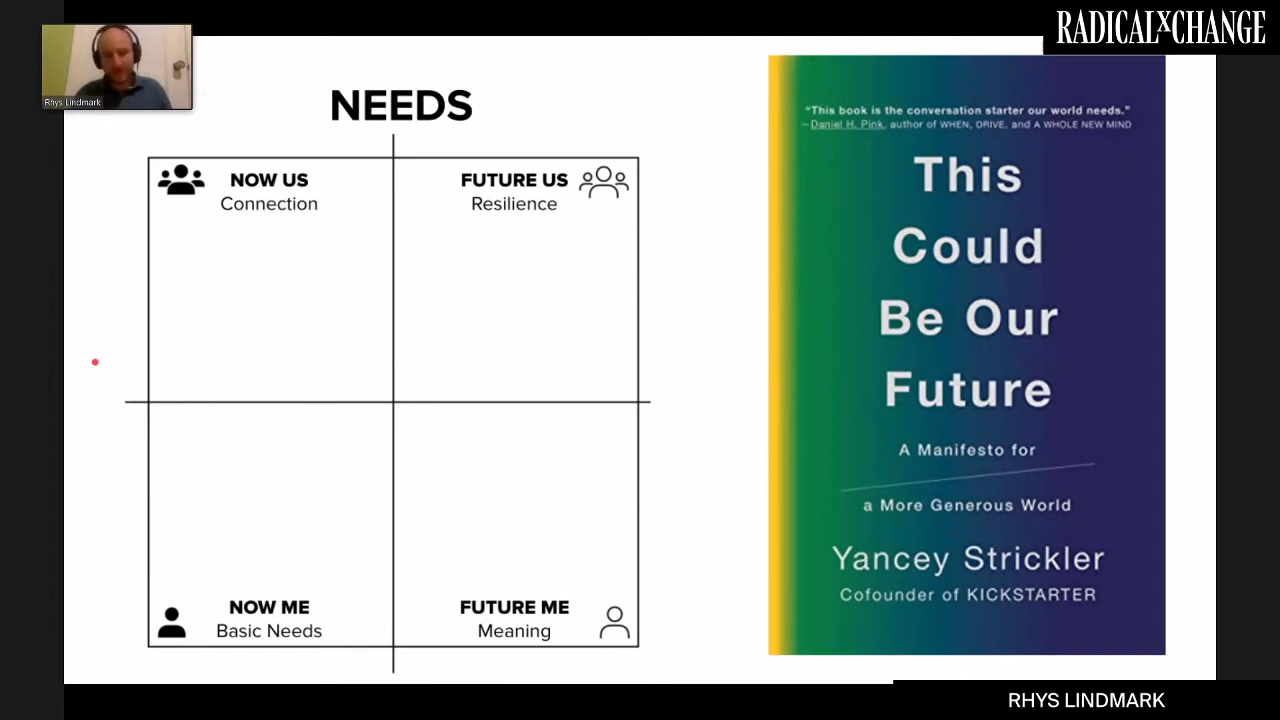 RADICALXCHANGE
Rhys Lindmark
NEEDS
NOW US
Connection
FUTURE US
Resilience
NOW ME
Basic Needs
FUTURE ME
Meaning
“This book is the conversation starter our world needs.”
—Daniel H. Pink, author of WHEN, DRIVE, and A WHOLE NEW MIND
This
Could
Be Our
Future
A Manifesto for
a More Generous World
Yancey Strickler
Cofounder of KICKSTARTER
RHYS LINDMARK